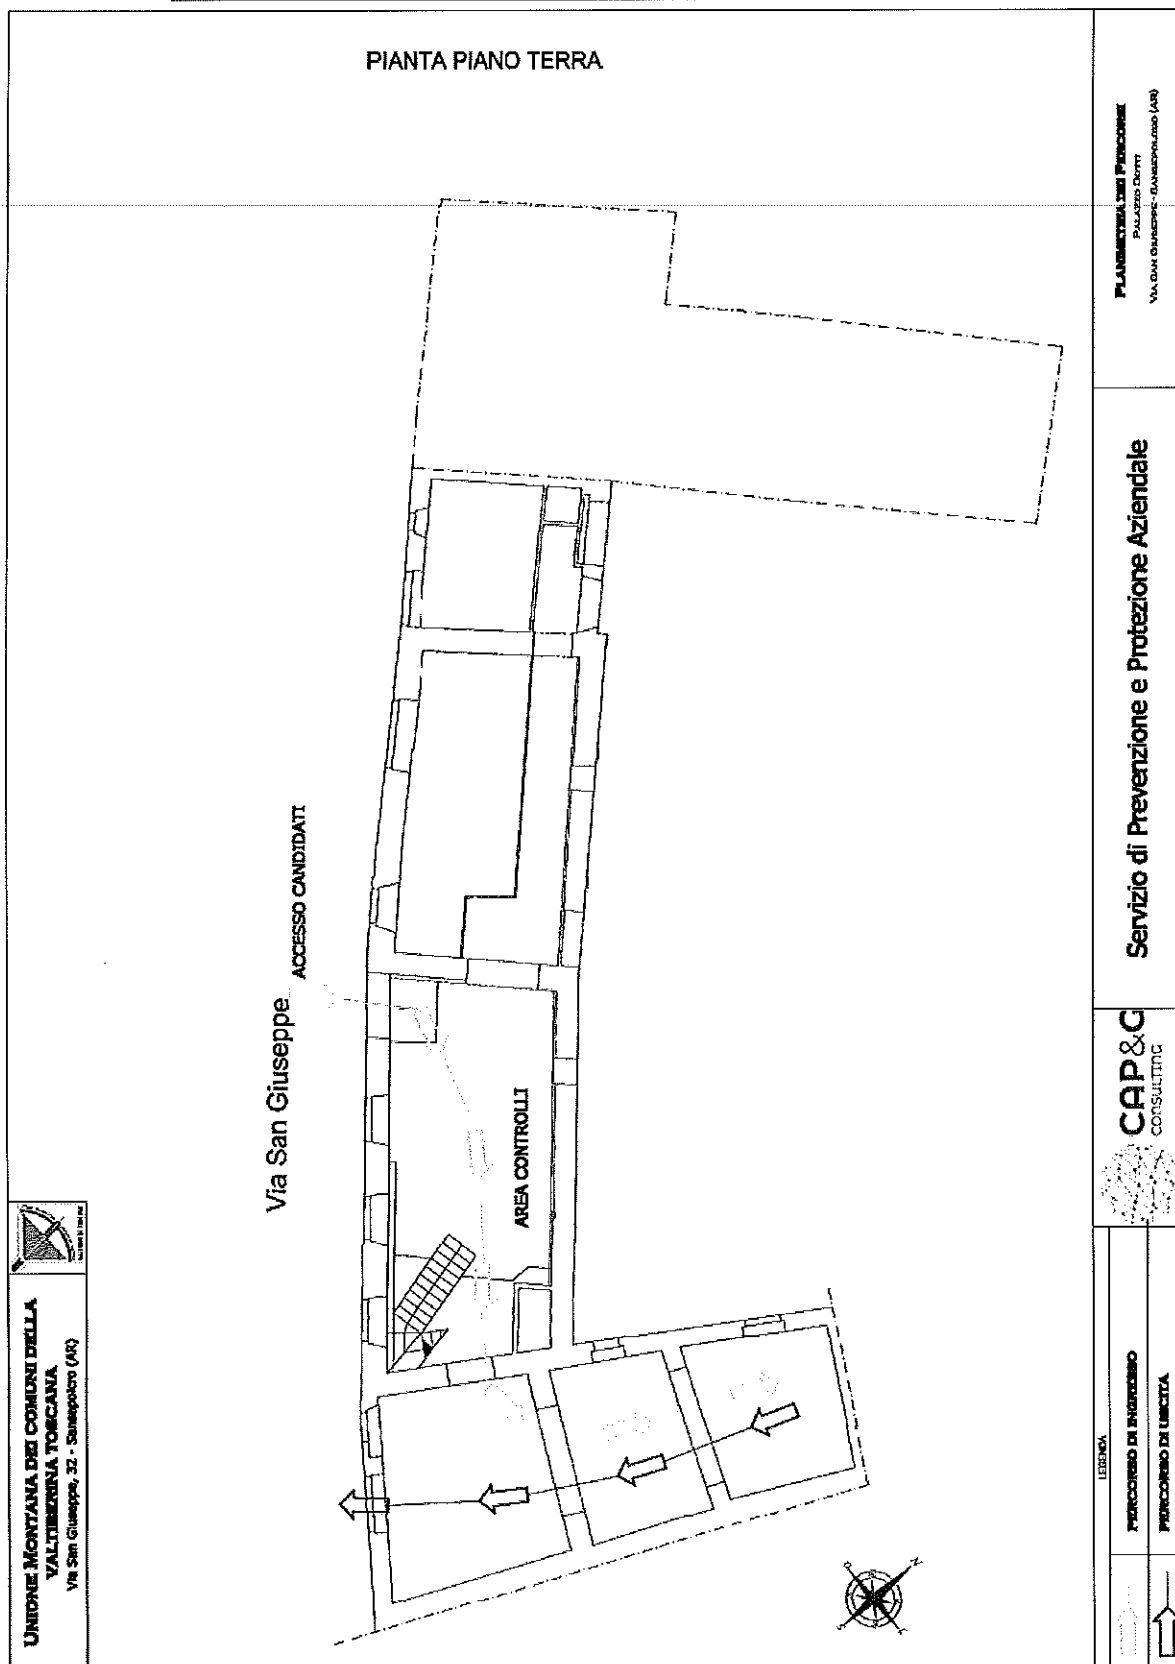 PIANTA PIANO TERRA
UNIONE MONTANA DEI COMUNI DELLA
VALTIBERINA TOSCANA
Via San Giuseppe, 32 - Sansepolcro (AR)
Via San Giuseppe
ACCESSO CANDIDATI
AREA CONTROLLI
LEGENDA
PERCORSO DI INGRESSO
PERCORSO DI USCITA
CAP&G
consulting
Servizio di Prevenzione e Protezione Aziendale
PLANIMETRIA DEI PERCORSI
PALAZZO DOTTI
VIA SAN GIUSEPPE - SANSEPOLCRO (AR)